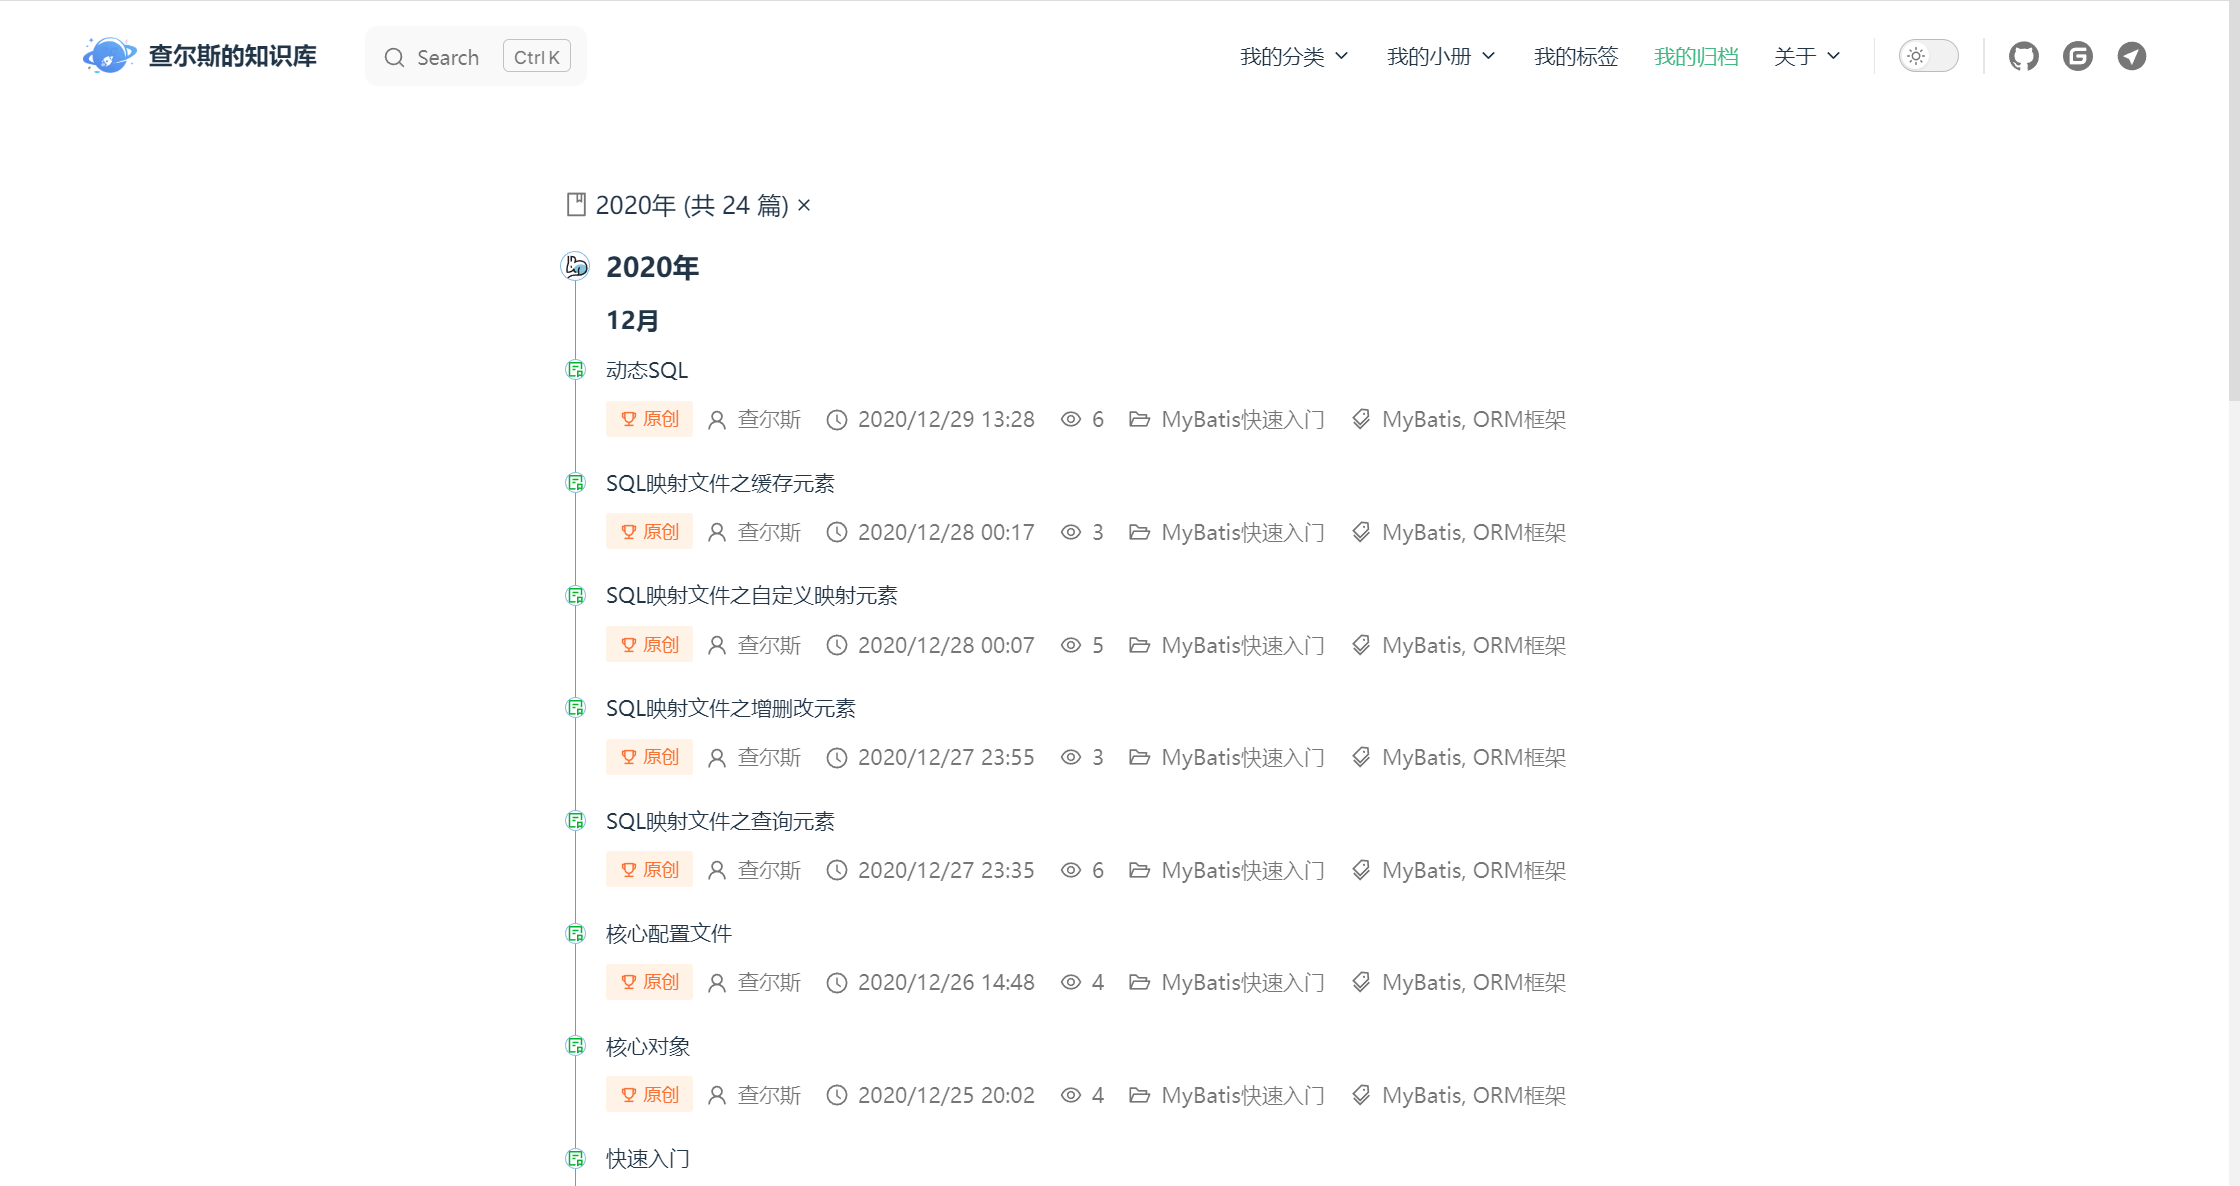 查尔斯的知识库 Search Ctrl K 我的分类 我的小册 我的标签 我的归档 关于
2020年 (共 24 篇) ×
2020年
12月
动态SQL
原创 查尔斯 2020/12/29 13:28 6 MyBatis快速入门 MyBatis, ORM框架
SQL映射文件之缓存元素
原创 查尔斯 2020/12/28 00:17 3 MyBatis快速入门 MyBatis, ORM框架
SQL映射文件之自定义映射元素
原创 查尔斯 2020/12/28 00:07 5 MyBatis快速入门 MyBatis, ORM框架
SQL映射文件之增删改元素
原创 查尔斯 2020/12/27 23:55 3 MyBatis快速入门 MyBatis, ORM框架
SQL映射文件之查询元素
原创 查尔斯 2020/12/27 23:35 6 MyBatis快速入门 MyBatis, ORM框架
核心配置文件
原创 查尔斯 2020/12/26 14:48 4 MyBatis快速入门 MyBatis, ORM框架
核心对象
原创 查尔斯 2020/12/25 20:02 4 MyBatis快速入门 MyBatis, ORM框架
快速入门